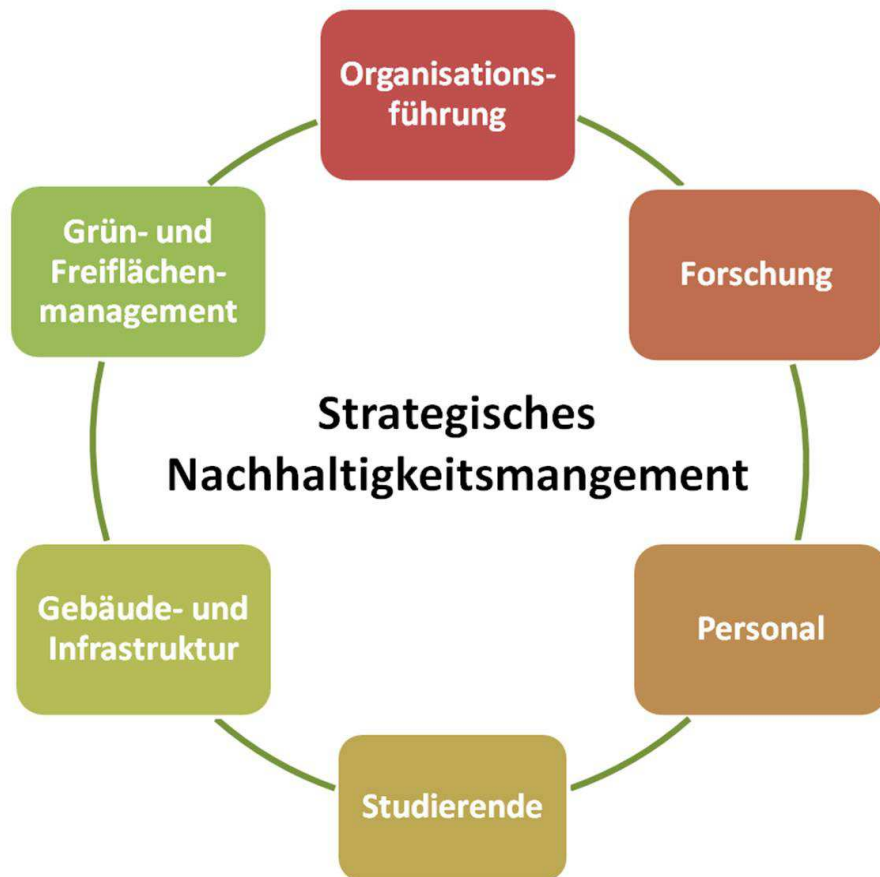 Organisations-
führung
Forschung
Personal
Studierende
Gebäude- und
Infrastruktur
Grün- und
Freiflächen-
management
Strategisches
Nachhaltigkeitsmangement